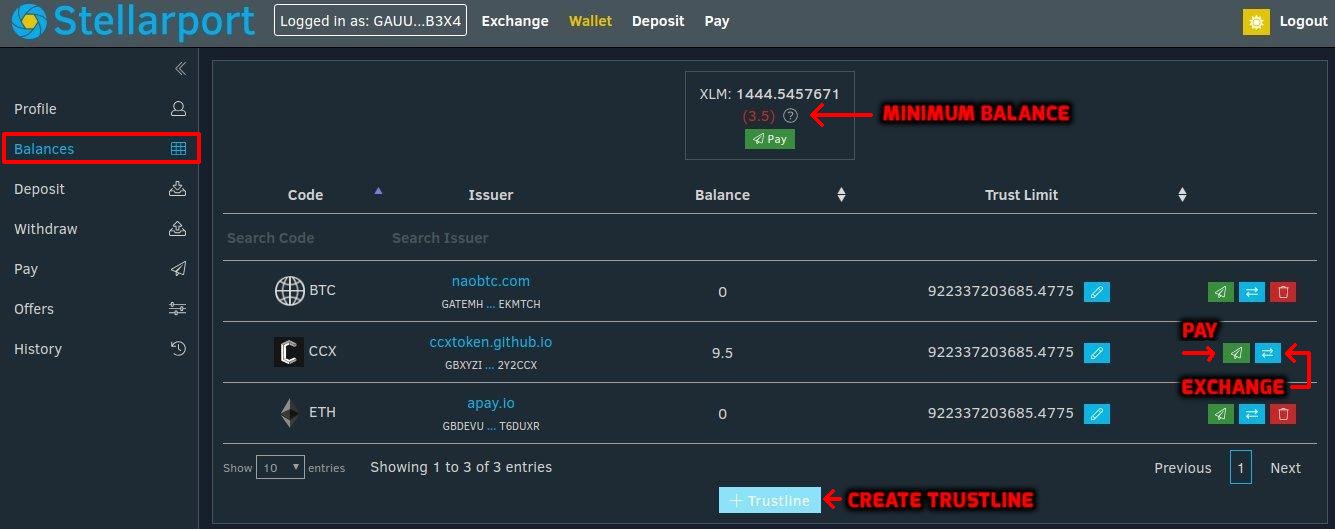 Stellarport
Logged in as: GAUU...B3X4
Exchange
Wallet
Deposit
Pay
Logout
Profile
Balances
Deposit
Withdraw
Pay
Offers
History
XLM: 1444.5457671
(3.5) ?
MINIMUM BALANCE
Pay
Code Issuer Balance Trust Limit
Search Code Search Issuer
BTC naobtc.com 0 922337203685.4775
GATEMH ... EKMTCH
PAY
CCX ccxtoken.github.io 9.5 922337203685.4775
GBXYZI ... 2Y2CCX
EXCHANGE
ETH apay.io 0 922337203685.4775
GBDEVU ... T6DUXR
Show 10 entries
Showing 1 to 3 of 3 entries
Previous 1 Next
+ Trustline
CREATE TRUSTLINE